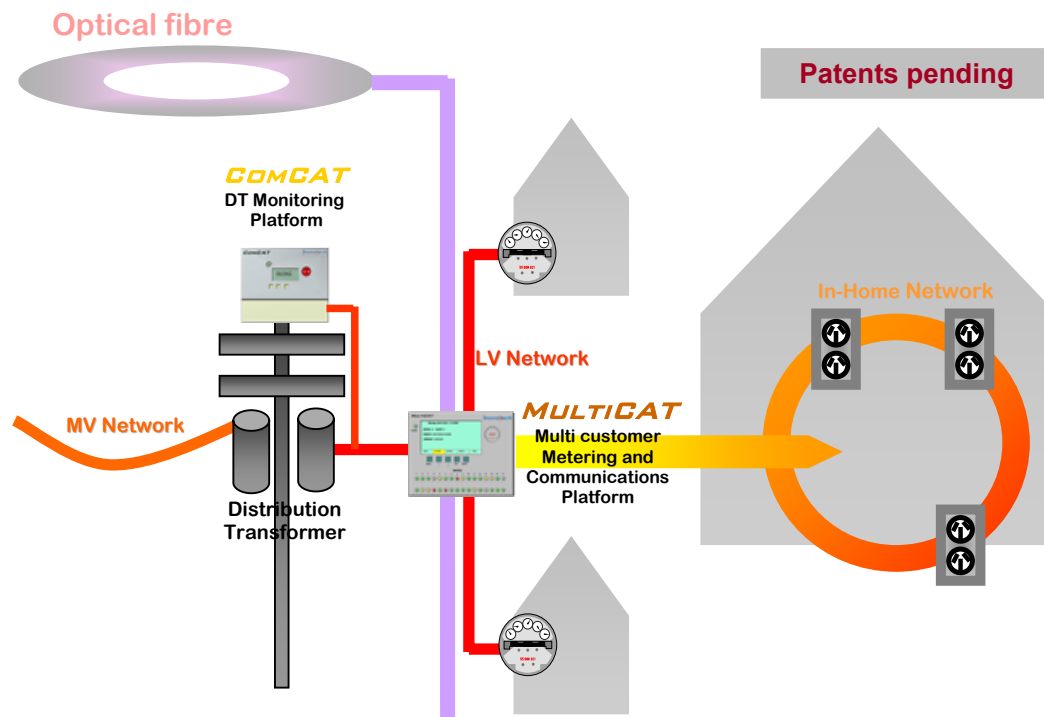 Optical fibre
Patents pending
COMCAT
DT Monitoring
Platform
COMCAT
In-Home Network
LV Network
MULTICAT
MV Network
Multi customer
Metering and
Communications
Platform
Distribution
Transformer